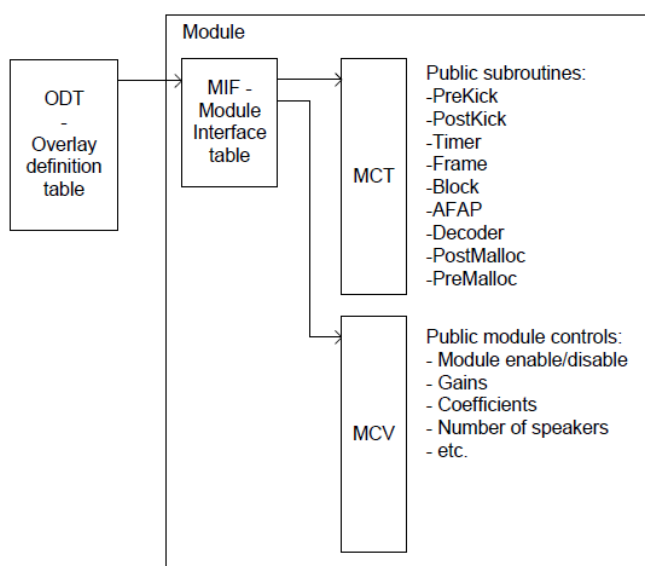 Module
ODT
-
Overlay
definition
table
MIF -
Module
Interface
table
MCT
Public subroutines:
-PreKick
-PostKick
-Timer
-Frame
-Block
-AFAP
-Decoder
-PostMalloc
-PreMalloc
MCV
Public module controls:
- Module enable/disable
- Gains
- Coefficients
- Number of speakers
- etc.